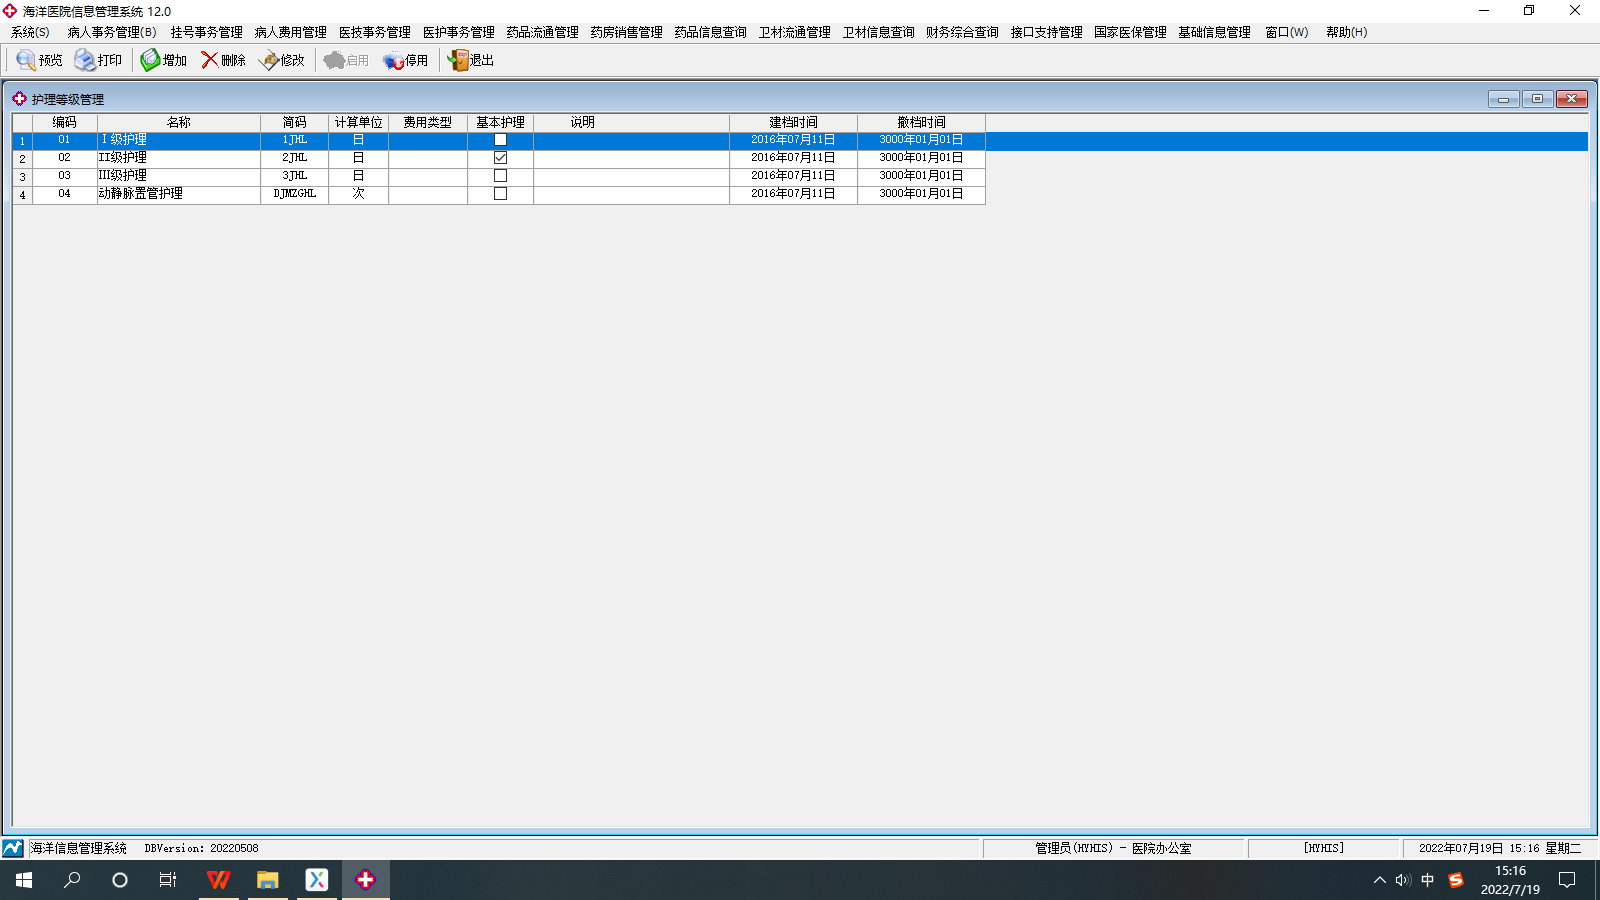 海洋医院信息管理系统 12.0
系统(S) 病人事务管理(B) 挂号事务管理 病人费用管理 医技事务管理 医护事务管理 药品流通管理 药房销售管理 药品信息查询 卫材流通管理 卫材信息查询 财务综合查询 接口支持管理 国家医保管理 基础信息管理 窗口(W) 帮助(H)
预览 打印 增加 删除 修改 启用 停用 退出
护理等级管理
编码 名称 简码 计算单位 费用类型 基本护理 说明 建档时间 撤档时间
1 01 Ⅰ级护理 1JHL 日 2016年07月11日 3000年01月01日
2 02 II级护理 2JHL 日 2016年07月11日 3000年01月01日
3 03 III级护理 3JHL 日 2016年07月11日 3000年01月01日
4 04 动静脉置管护理 DJMZGHL 次 2016年07月11日 3000年01月01日
海洋信息管理系统 DBVersion: 20220508 管理员(HYHIS) - 医院办公室 [HYHIS] 2022年07月19日 15:16 星期二
中 15:16
2022/7/19